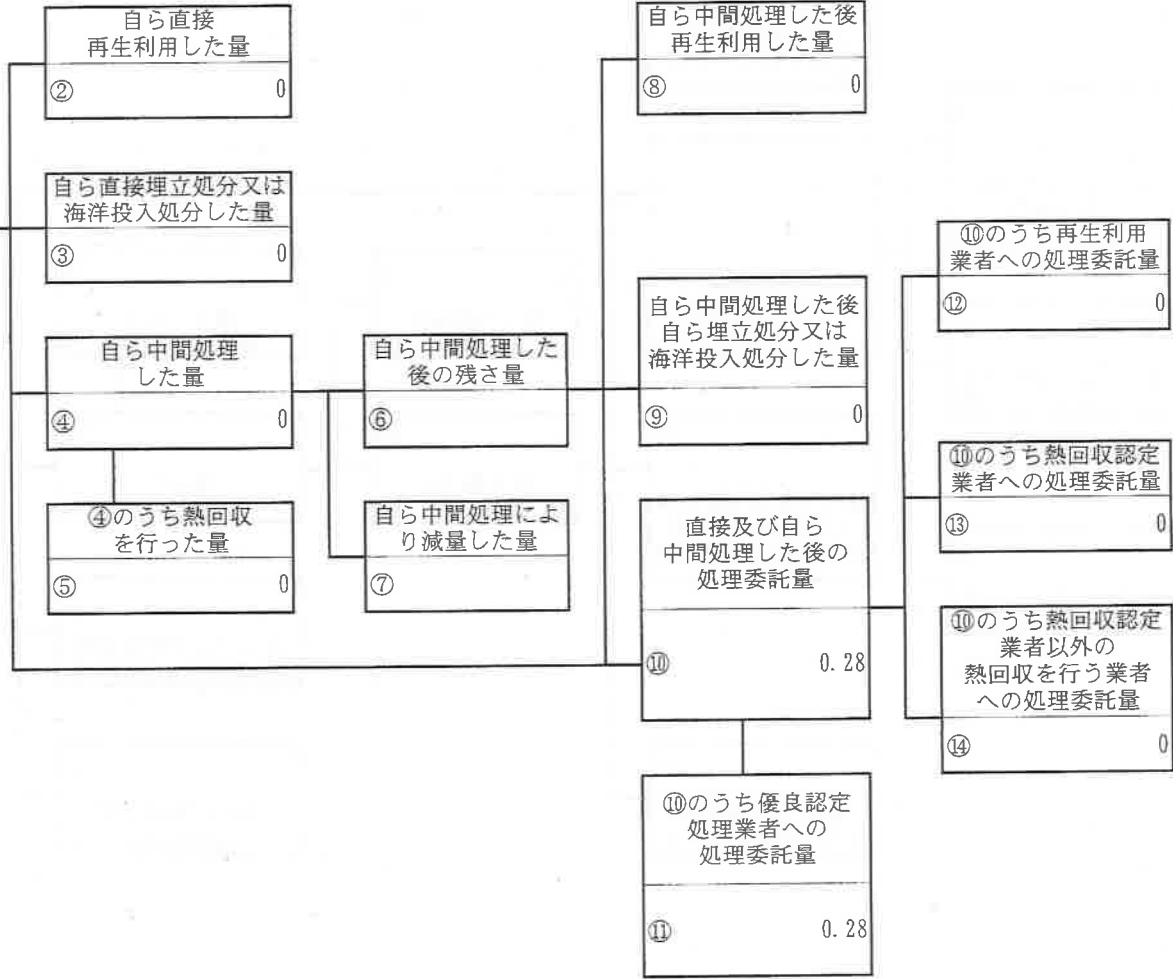 自ら直接
再生利用した量
② 0
自ら直接埋立処分又は
海洋投入処分した量
③ 0
自ら中間処理
した量
④ 0
④のうち熱回収
を行った量
⑤ 0
自ら中間処理した
後の残さ量
⑥
自ら中間処理によ
り減量した量
⑦
自ら中間処理した後
再生利用した量
⑧ 0
自ら中間処理した後
自ら埋立処分又は
海洋投入処分した量
⑨ 0
直接及び自ら
中間処理した後の
処理委託量
⑩ 0.28
⑩のうち優良認定
処理業者への
処理委託量
⑪ 0.28
⑩のうち再生利用
業者への処理委託量
⑫ 0
⑩のうち熱回収認定
業者への処理委託量
⑬ 0
⑩のうち熱回収認定
業者以外の
熱回収を行う業者
への処理委託量
⑭ 0